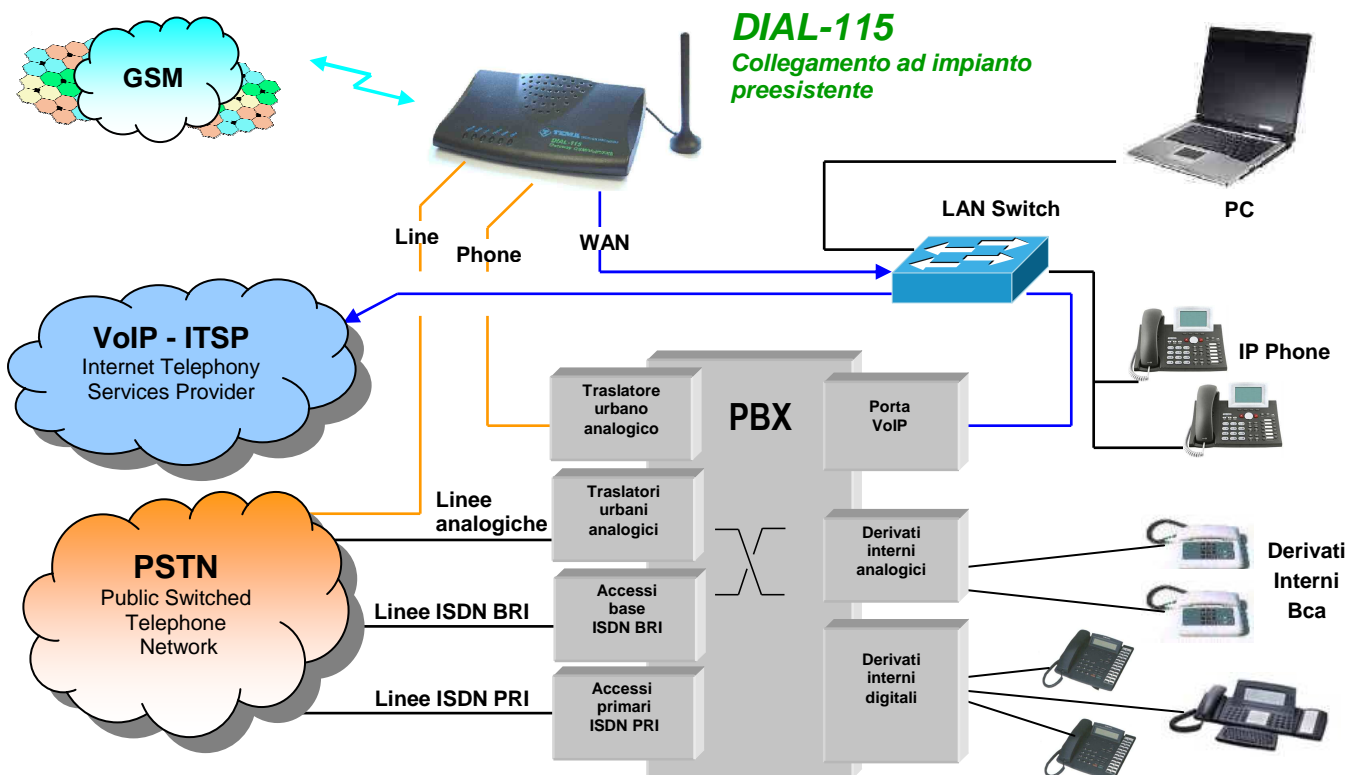 DIAL-115
Collegamento ad impianto
preesistente
GSM
TEMA
DIAL-115
PC
LAN Switch
Line
Phone
WAN
VoIP - ITSP
Internet Telephony
Services Provider
IP Phone
PBX
Traslatore
urbano
analogico
Porta
VoIP
Linee
analogiche
Traslatori
urbani
analogici
Derivati
interni
analogici
Derivati
Interni
Bca
PSTN
Public Switched
Telephone
Network
Linee ISDN BRI
Accessi
base
ISDN BRI
Derivati
interni
digitali
Linee ISDN PRI
Accessi
primari
ISDN PRI